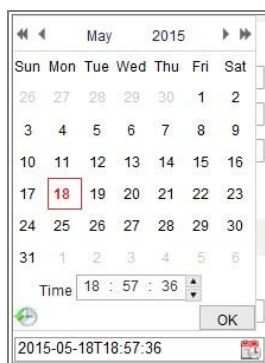 May 2015
Sun Mon Tue Wed Thu Fri Sat
26 27 28 29 30 1 2
3 4 5 6 7 8 9
10 11 12 13 14 15 16
17 18 19 20 21 22 23
24 25 26 27 28 29 30
31 1 2 3 4 5 6
Time 18 : 57 : 36
OK
2015-05-18T18:57:36